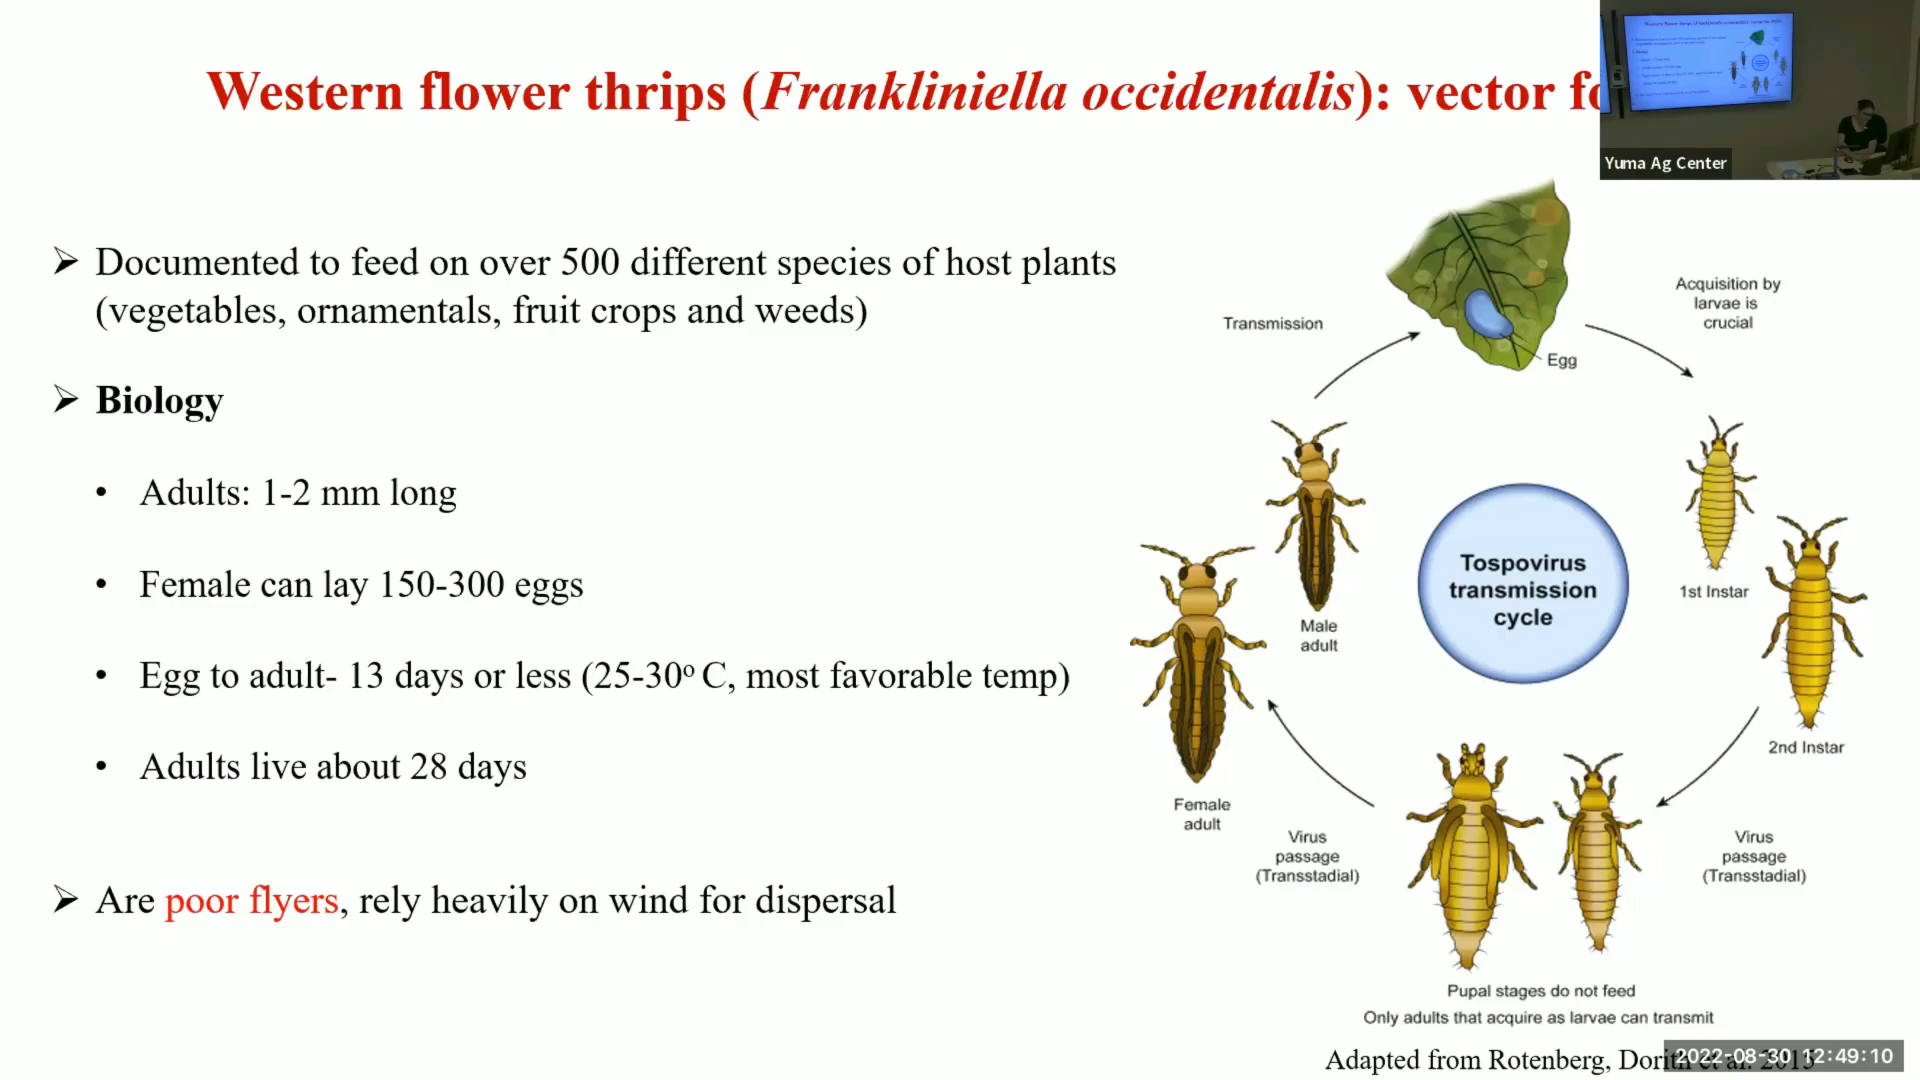 Western flower thrips (Frankliniella occidentalis): vector
Yuma Ag Center
➢ Documented to feed on over 500 different species of host plants
(vegetables, ornamentals, fruit crops and weeds)
➢ Biology
• Adults: 1-2 mm long
• Female can lay 150-300 eggs
• Egg to adult- 13 days or less (25-30º C, most favorable temp)
• Adults live about 28 days
➢ Are poor flyers, rely heavily on wind for dispersal
Transmission
Egg
Acquisition by
larvae is
crucial
1st Instar
2nd Instar
Tospovirus
transmission
cycle
Male
adult
Female
adult
Virus
passage
(Transstadial)
Virus
passage
(Transstadial)
Pupal stages do not feed
Only adults that acquire as larvae can transmit
Adapted from Rotenberg,
2022-08-30 12:49:10